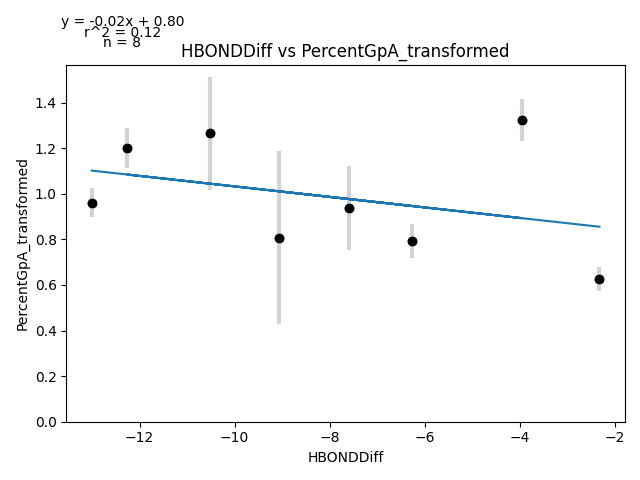 y = -0.02x + 0.80
r^2 = 0.12
n = 8
HBONDDiff vs PercentGpA_transformed
PercentGpA_transformed
1.4
1.2
1.0
0.8
0.6
0.4
0.2
0.0
−12 −10 −8 −6 −4 −2
HBONDDiff